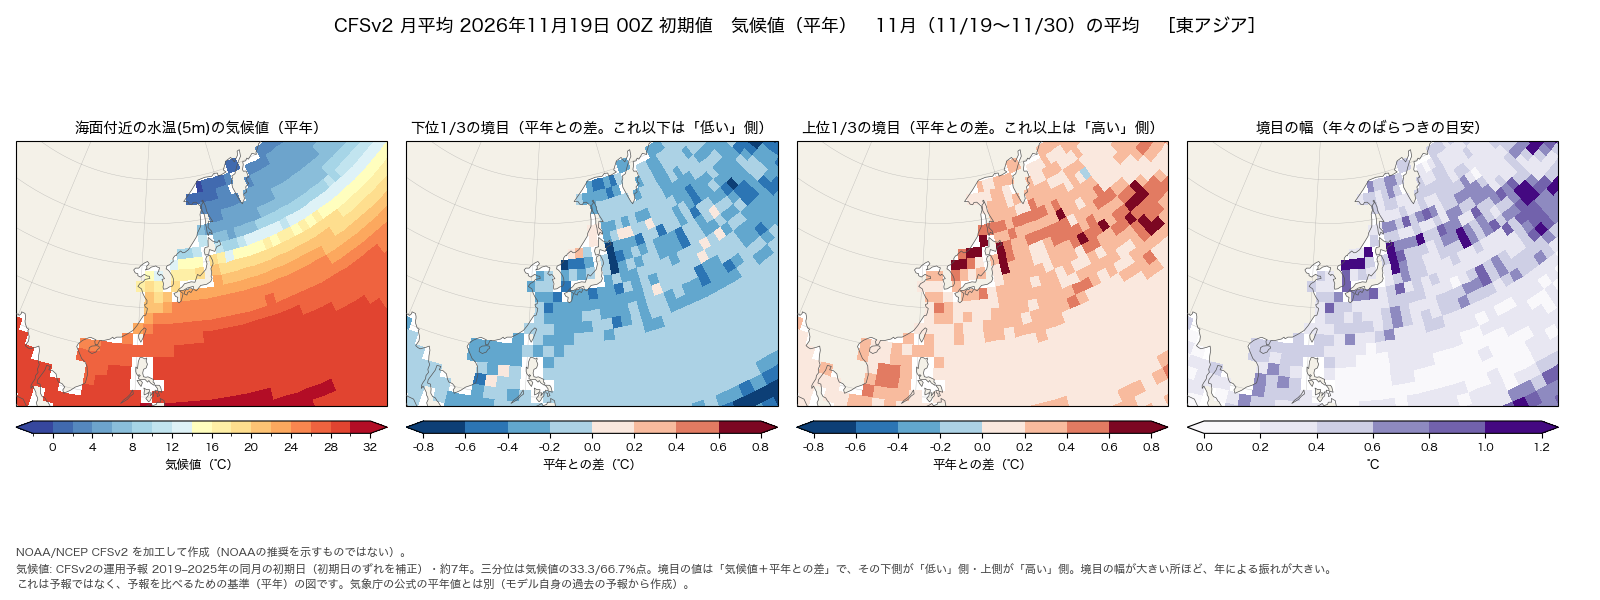 CFSv2 月平均 2026年11月19日 00Z 初期値　気候値（平年）　11月（11/19〜11/30）の平均　［東アジア］
海面付近の水温(5m)の気候値（平年）
下位1/3の境目（平年との差。これ以下は「低い」側）
上位1/3の境目（平年との差。これ以上は「高い」側）
境目の幅（年々のばらつきの目安）
0 4 8 12 16 20 24 28 32
気候値（℃）
-0.8 -0.6 -0.4 -0.2 0.0 0.2 0.4 0.6 0.8
平年との差（℃）
-0.8 -0.6 -0.4 -0.2 0.0 0.2 0.4 0.6 0.8
平年との差（℃）
0.0 0.2 0.4 0.6 0.8 1.0 1.2
℃
NOAA/NCEP CFSv2 を加工して作成（NOAAの推奨を示すものではない）。
気候値: CFSv2の運用予報 2019–2025年の同月の初期日（初期日のずれを補正）・約7年。三分位は気候値の33.3/66.7%点。境目の値は「気候値＋平年との差」で、その下側が「低い」側・上側が「高い」側。境目の幅が大きい所ほど、年による振れが大きい。
これは予報ではなく、予報を比べるための基準（平年）の図です。気象庁の公式の平年値とは別（モデル自身の過去の予報から作成）。